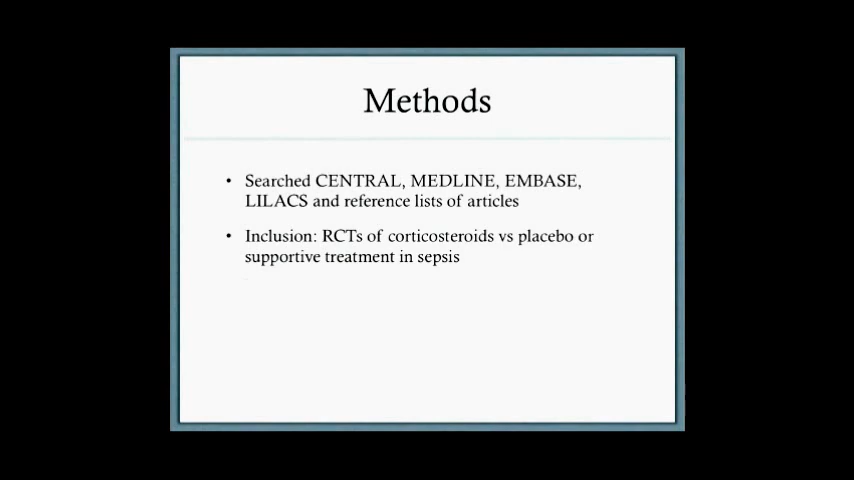 Methods
• Searched CENTRAL, MEDLINE, EMBASE,
LILACS and reference lists of articles
• Inclusion: RCTs of corticosteroids vs placebo or
supportive treatment in sepsis